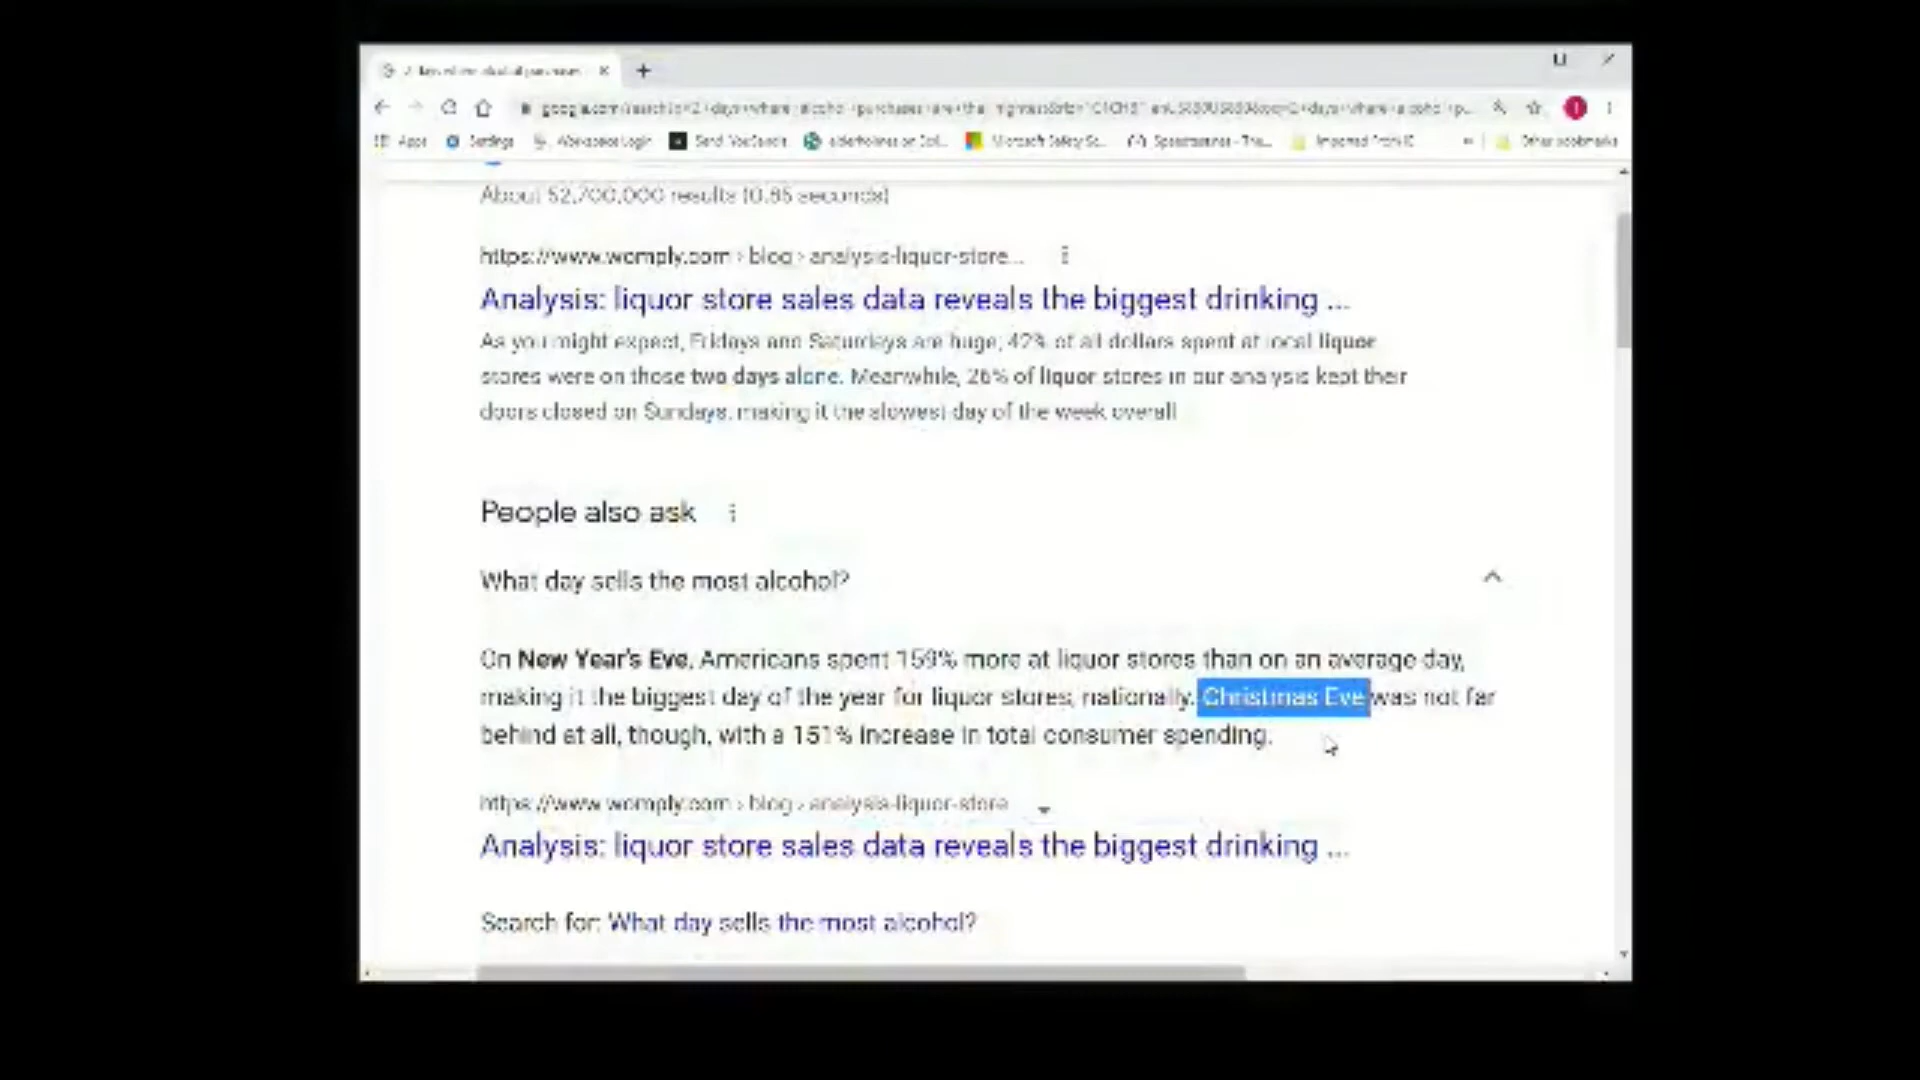 Apps Settings Workspace Login Other bookmarks
About 52,700,000 results (0.85 seconds)
https://www.womply.com › blog › analysis-liquor-store...
Analysis: liquor store sales data reveals the biggest drinking ...
As you might expect, Fridays and Saturdays are huge; 42% of all dollars spent at local liquor
stores were on those two days alone. Meanwhile, 26% of liquor stores in our analysis kept their
doors closed on Sundays, making it the slowest day of the week overall
People also ask
What day sells the most alcohol?
On New Year's Eve, Americans spent 159% more at liquor stores than on an average day,
making it the biggest day of the year for liquor stores, nationally. Christmas Eve was not far
behind at all, though, with a 151% increase in total consumer spending.
https://www.womply.com › blog › analysis-liquor-store
Analysis: liquor store sales data reveals the biggest drinking ...
Search for: What day sells the most alcohol?